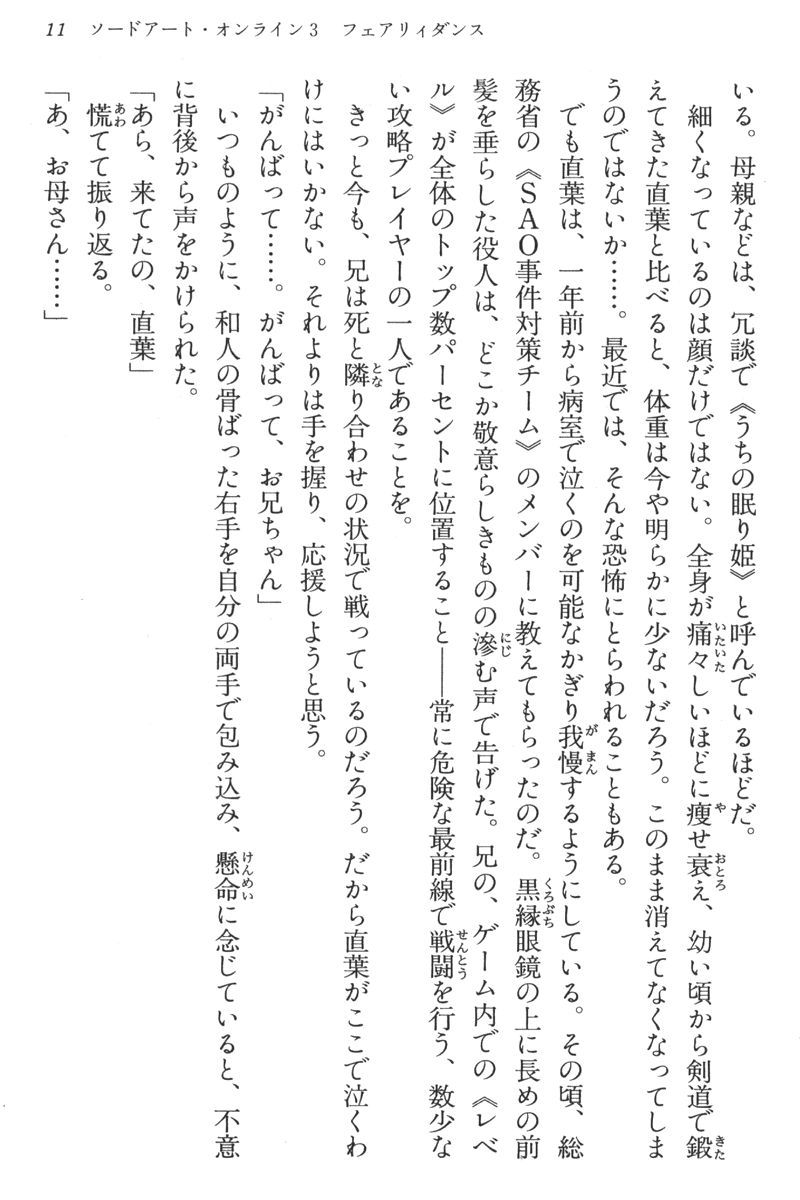 11　ソードアート・オンライン3　フェアリィダンス
いる。母親などは、冗談で《うちの眠り姫》と呼んでいるほどだ。
　細くなっているのは顔だけではない。全身が痛々しいほどに痩せ衰え、幼い頃から剣道で鍛
えてきた直葉と比べると、体重は今や明らかに少ないだろう。このまま消えてなくなってしま
うのではないか……。最近では、そんな恐怖にとらわれることもある。
　でも直葉は、一年前から病室で泣くのを可能なかぎり我慢するようにしている。その頃、総
務省の《SAO事件対策チーム》のメンバーに教えてもらったのだ。黒縁眼鏡の上に長めの前
髪を垂らした役人は、どこか敬意らしきものの滲む声で告げた。兄の、ゲーム内での《レベ
ル》が全体のトップ数パーセントに位置すること――常に危険な最前線で戦闘を行う、数少な
い攻略プレイヤーの一人であることを。
　きっと今も、兄は死と隣り合わせの状況で戦っているのだろう。だから直葉がここで泣くわ
けにはいかない。それよりは手を握り、応援しようと思う。
「がんばって……。がんばって、お兄ちゃん」
　いつものように、和人の骨ばった右手を自分の両手で包み込み、懸命に念じていると、不意
に背後から声をかけられた。
「あら、来てたの、直葉」
　慌てて振り返る。
「あ、お母さん……」